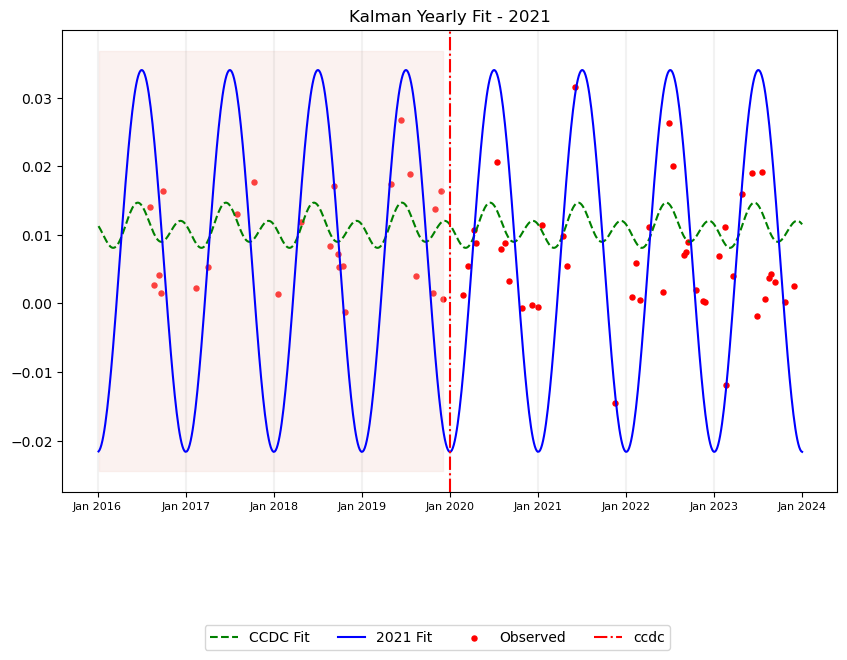 Kalman Yearly Fit - 2021
0.03
0.02
0.01
0.00
−0.01
−0.02
Jan 2016 Jan 2017 Jan 2018 Jan 2019 Jan 2020 Jan 2021 Jan 2022 Jan 2023 Jan 2024
CCDC Fit 2021 Fit Observed ccdc